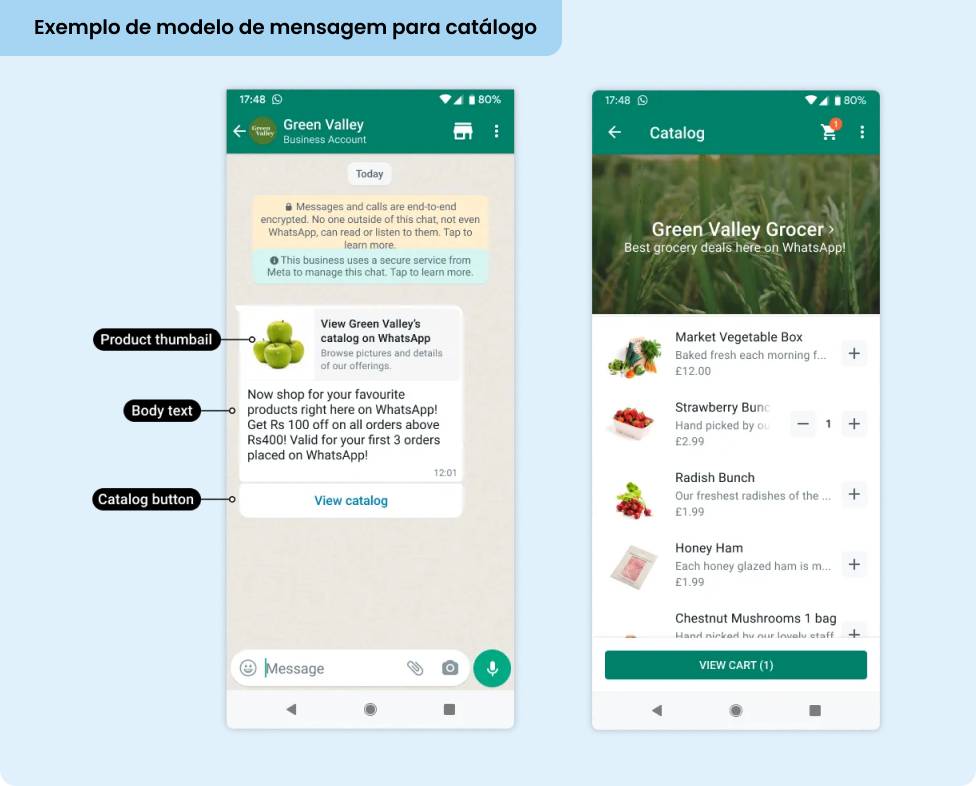 Exemplo de modelo de mensagem para catálogo
17:48
80%
Green Valley
Green Valley
Business Account
Today
Messages and calls are end-to-end
encrypted. No one outside of this chat, not even
WhatsApp, can read or listen to them. Tap to
learn more.
This business uses a secure service from
Meta to manage this chat. Tap to learn more.
Product thumbail
View Green Valley's
catalog on WhatsApp
Browse pictures and details
of our offerings.
Body text
Now shop for your favourite
products right here on WhatsApp!
Get Rs 100 off on all orders above
Rs400! Valid for your first 3 orders
placed on WhatsApp!
12:01
Catalog button
View catalog
Message
17:48
80%
Catalog
1
Green Valley Grocer ›
Best grocery deals here on WhatsApp!
Market Vegetable Box
Baked fresh each morning f...
£12.00
Strawberry Bunc
Hand picked by ou
1
£2.99
Radish Bunch
Our freshest radishes of the ...
£1.99
Honey Ham
Each honey glazed ham is m...
£1.99
Chestnut Mushrooms 1 bag
Hand picked by our lovely staff
VIEW CART (1)